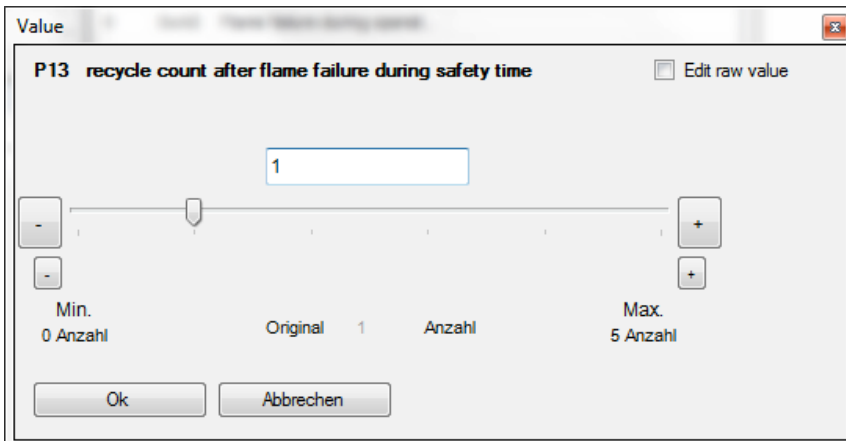 Value
P13 recycle count after flame failure during safety time
Edit raw value
1
- +
- +
Min. Max.
0 Anzahl Original 1 Anzahl 5 Anzahl
Ok Abbrechen